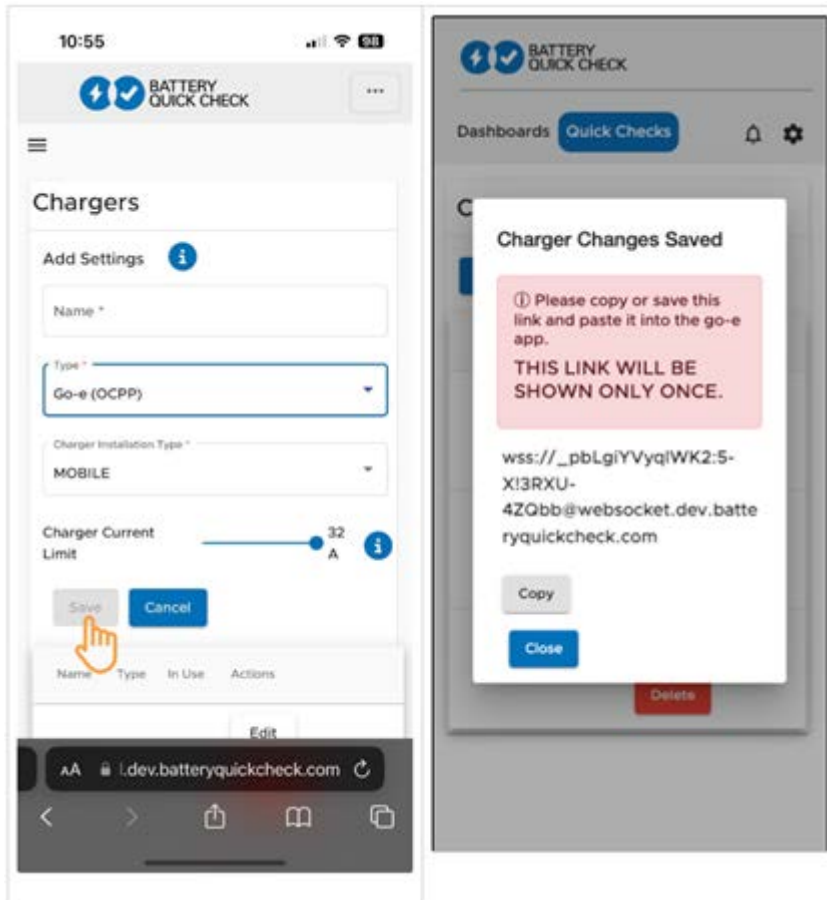 10:55
98
BATTERY
QUICK CHECK
...
Chargers
Add Settings i
Name *
Type *
Go-e (OCPP)
Charger Installation Type *
MOBILE
Charger Current
Limit
32
A
i
Save
Cancel
Name Type In Use Actions
Edit
AA l.dev.batteryquickcheck.com
BATTERY
QUICK CHECK
Dashboards Quick Checks
C
Charger Changes Saved
ⓘ Please copy or save this
link and paste it into the go-e
app.
THIS LINK WILL BE
SHOWN ONLY ONCE.
wss://_pbLgiYVyqlWK2:5-
X!3RXU-
4ZQbb@websocket.dev.batte
ryquickcheck.com
Copy
Close
Delete